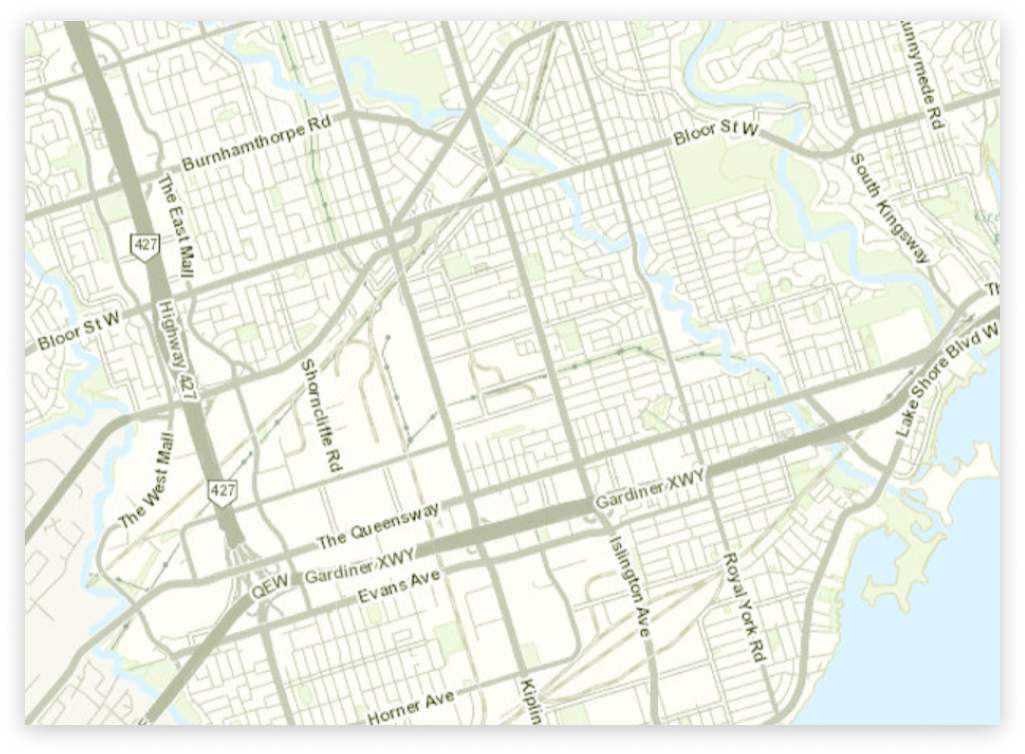 unnymede Rd
Burnhamthorpe Rd
Bloor St W
The East Mall
South Kingsway
427
Th
Bloor St W
Highway 427
Lake Shore Blvd W
Shorncliffe Rd
The West Mall
427
Gardiner XWY
The Queensway
QEW
Gardiner XWY
Evans Ave
Islington Ave
Royal York Rd
Kiplin
Horner Ave